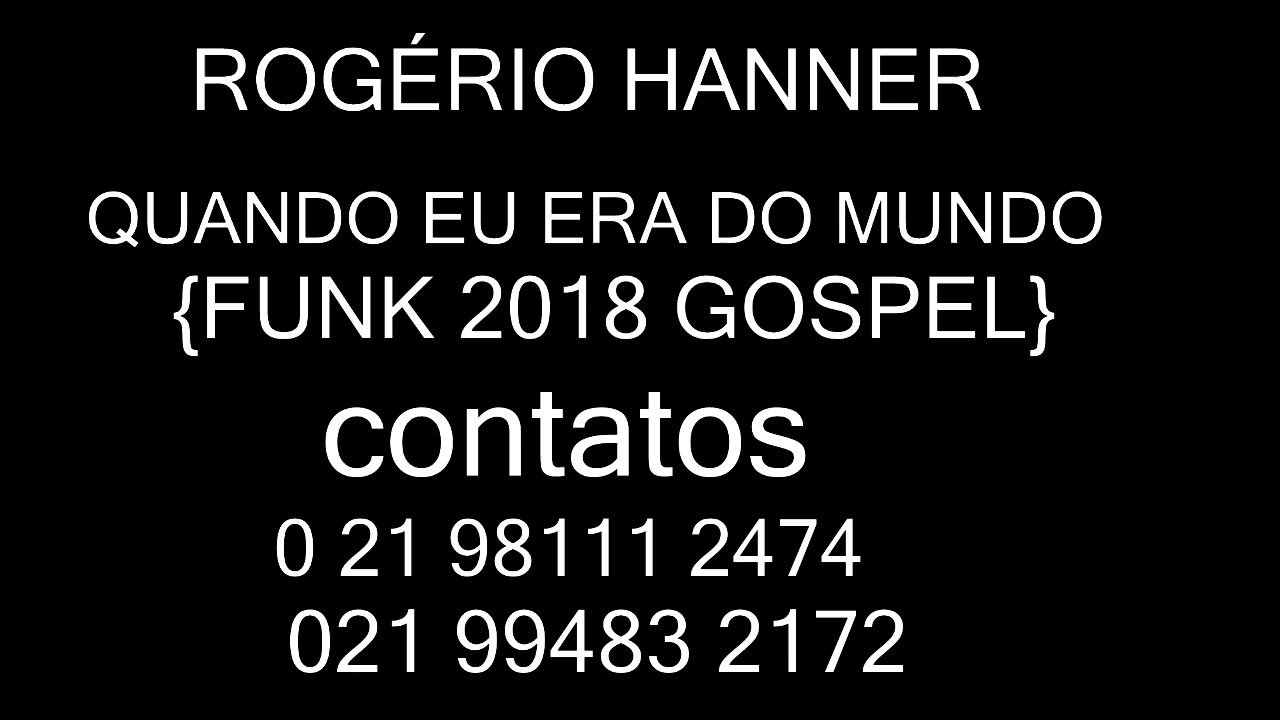 ROGÉRIO HANNER
QUANDO EU ERA DO MUNDO
{FUNK 2018 GOSPEL}
contatos
0 21 98111 2474
021 99483 2172